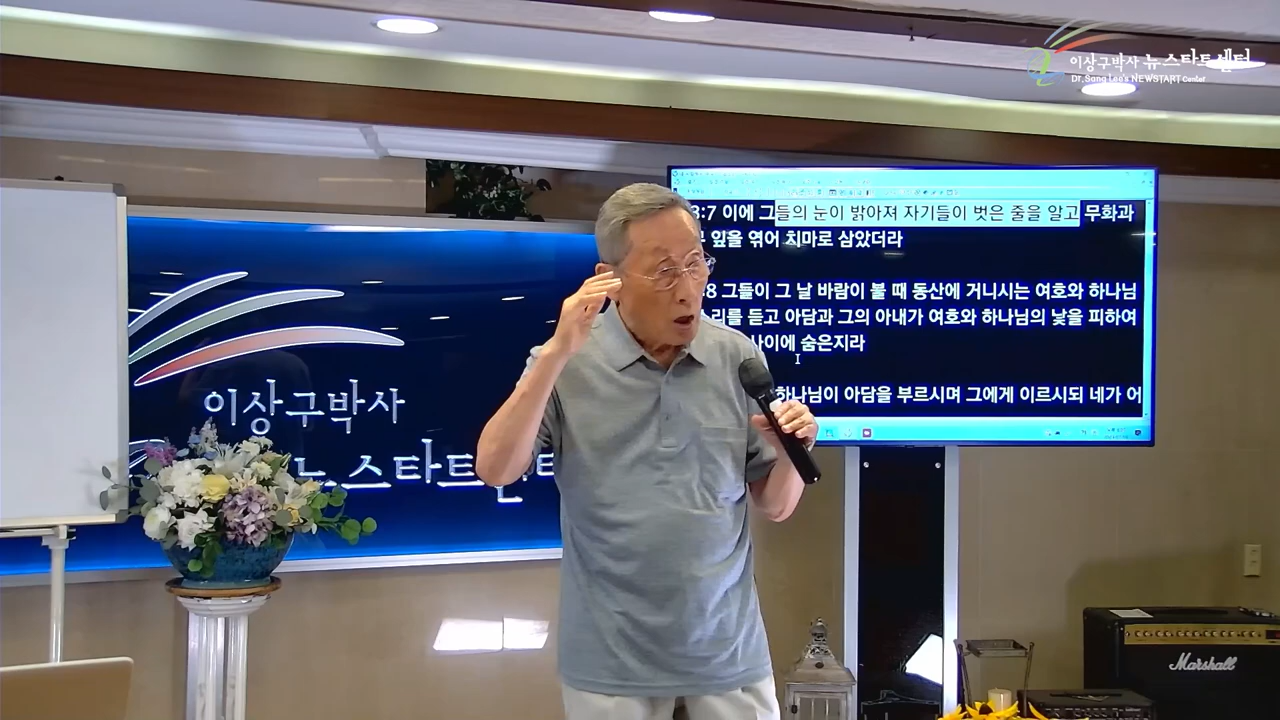 이상구박사 뉴스타트센터
Dr. Sang Lee's NEWSTART Center
3:7 이에 그들의 눈이 밝아져 자기들이 벗은 줄을 알고 무화과
잎을 엮어 치마로 삼았더라
8 그들이 그 날 바람이 불 때 동산에 거니시는 여호와 하나님
리를 듣고 아담과 그의 아내가 여호와 하나님의 낯을 피하여
사이에 숨은지라
하나님이 아담을 부르시며 그에게 이르시되 네가 어
이상구박사
뉴스타트센터
Marshall